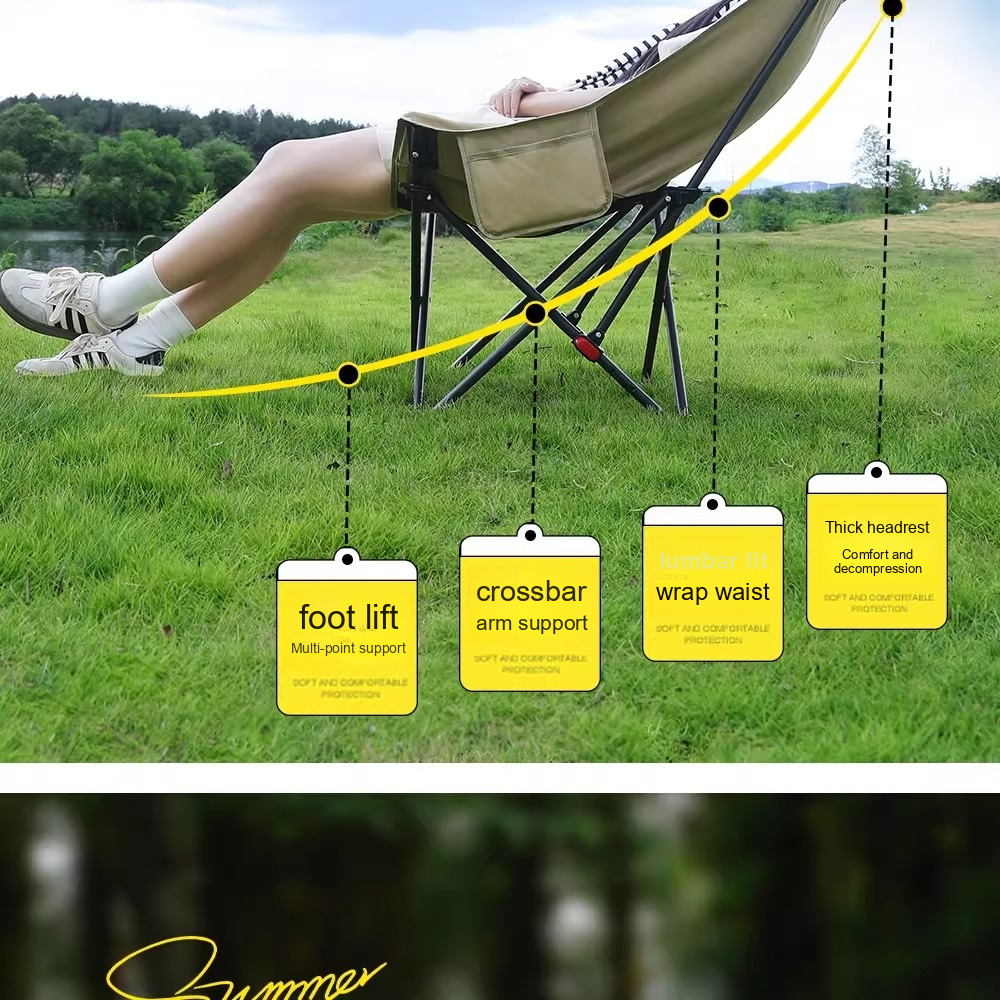 foot lift
Multi-point support
SOFT AND COMFORTABLE
PROTECTION
crossbar
arm support
SOFT AND COMFORTABLE
PROTECTION
lumbar fit
wrap waist
SOFT AND COMFORTABLE
PROTECTION
Thick headrest
Comfort and
decompression
SOFT AND COMFORTABLE
PROTECTION
Summer